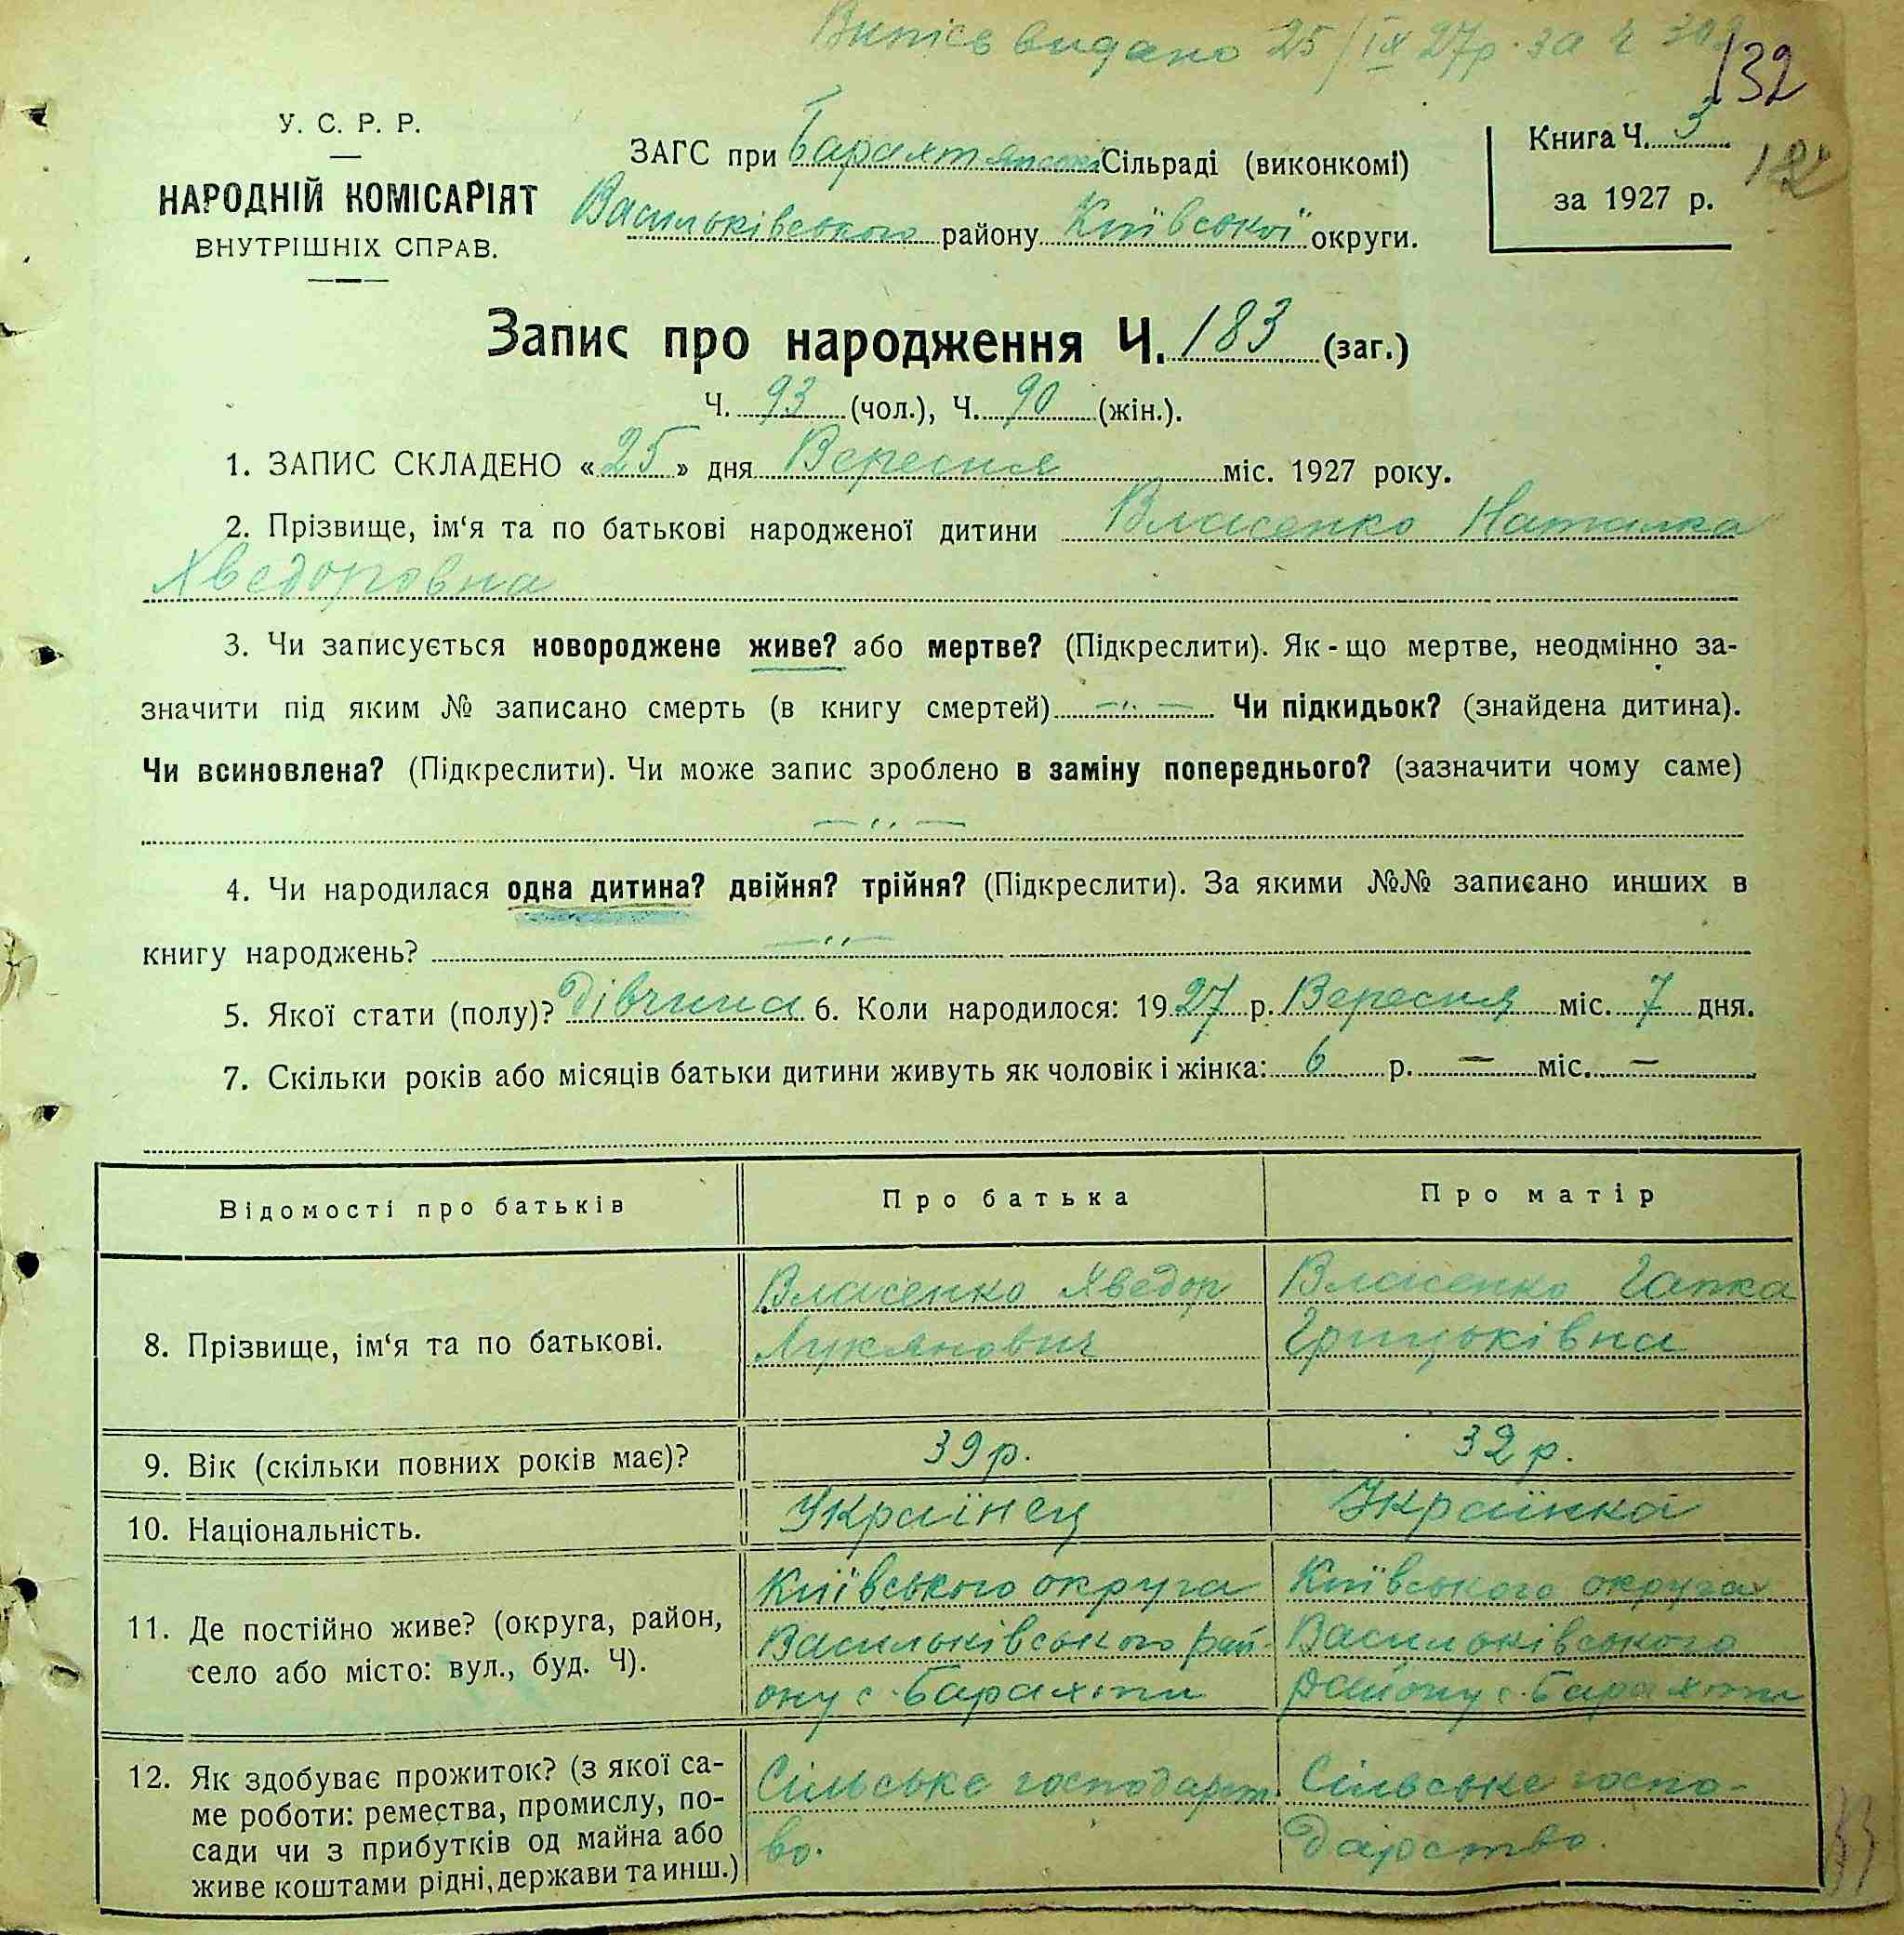 Випісь видано 25/IX 27р. за ч
132
У. С. Р. Р.
НАРОДНІЙ КОМІСАРІЯТ
ВНУТРІШНІХ СПРАВ.
ЗАГС при Барахтянськ. Сільраді (виконкомі)
Васильківського району Київської округи.
Книга Ч. 3
за 1927 р.
Запис про народження Ч. 183 (заг.)
Ч. 93 (чол.), Ч. 90 (жін.).
1. ЗАПИС СКЛАДЕНО «25» дня Вересня міс. 1927 року.
2. Прізвище, ім‘я та по батькові народженої дитини Власенко Наталка
Хведоровна
3. Чи записується новороджене живе? або мертве? (Підкреслити). Як-що мертве, неодмінно за-
значити під яким № записано смерть (в книгу смертей) —„— Чи підкидьок? (знайдена дитина).
Чи всиновлена? (Підкреслити). Чи може запис зроблено в заміну попереднього? (зазначити чому саме)
—„—
4. Чи народилася одна дитина? двійня? трійня? (Підкреслити). За якими №№ записано инших в
книгу народжень? —„—
5. Якої стати (полу)? Дівчина 6. Коли народилося: 1927 р. Вересня міс. 7 дня.
7. Скільки років або місяців батьки дитини живуть як чоловік і жінка: 6 р. — міс. —
Відомості про батьків
Про батька
Про матір
8. Прізвище, ім‘я та по батькові.
Власенко Хведор
Лукянович
Власенко Гапка
Грицьківна
9. Вік (скільки повних років має)?
39 р.
32 р.
10. Національність.
Українец
Українка
11. Де постійно живе? (округа, район,
село або місто: вул., буд. Ч).
Київського округа
Васильківського рай-
ону с. Барахти
Київського округа
Васильківського
району с. Барахти
12. Як здобуває прожиток? (з якої са-
ме роботи: ремества, промислу, по-
сади чи з прибутків од майна або
живе коштами рідні, держави та инш.)
Сільське господарст
во.
Сільське госпо-
дарство.